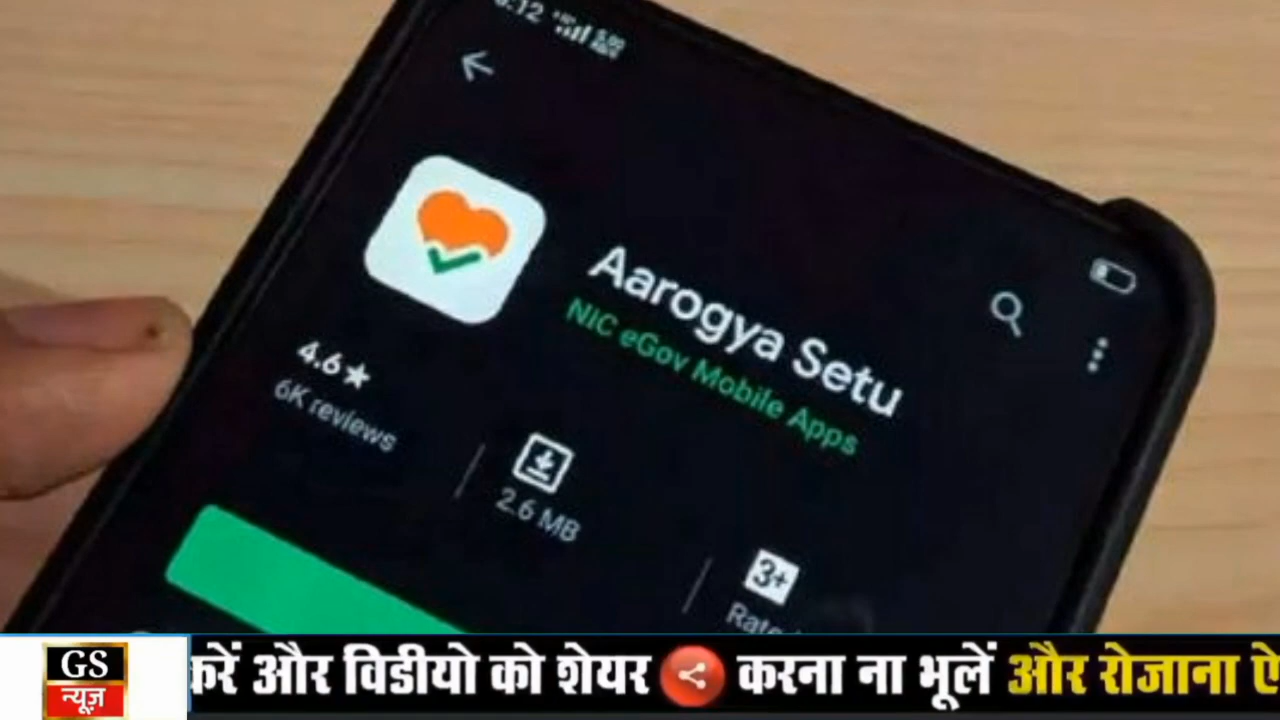 Aarogya Setu
NIC eGov Mobile Apps
4.6★
6K reviews
2.6 MB
3+
GS
न्यूज़
करें और विडीयो को शेयर करना ना भूलें और रोजाना